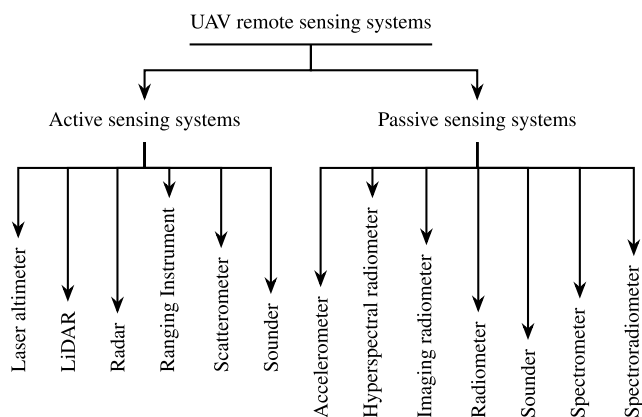 UAV remote sensing systems
Active sensing systems
Passive sensing systems
Laser altimeter
LiDAR
Radar
Ranging Instrument
Scatterometer
Sounder
Accelerometer
Hyperspectral radiometer
Imaging radiometer
Radiometer
Sounder
Spectrometer
Spectroradiometer